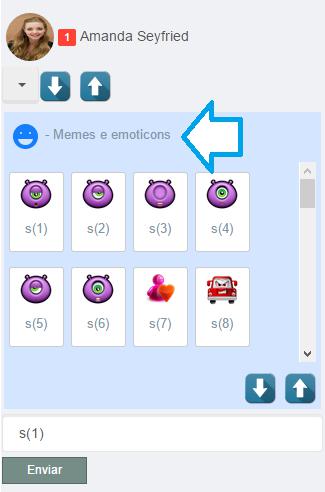 1 Amanda Seyfried
- Memes e emoticons
s(1) s(2) s(3) s(4)
s(5) s(6) s(7) s(8)
s(1)
Enviar